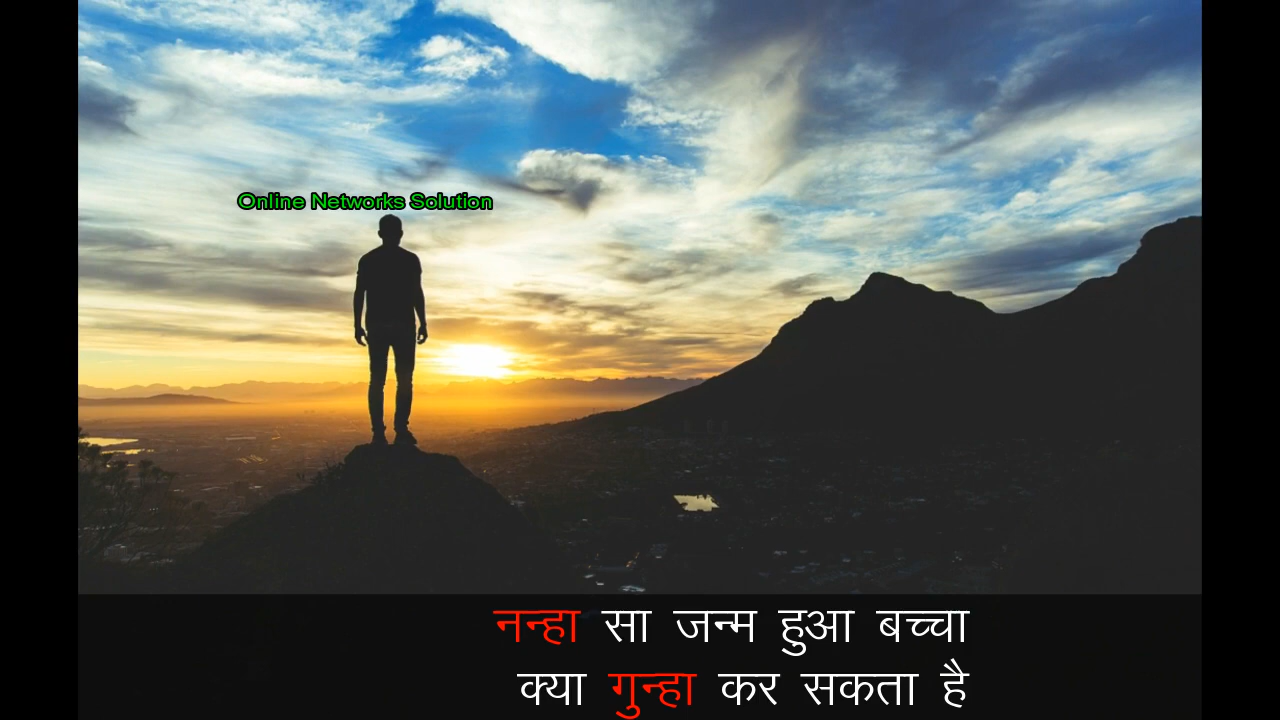 Online Networks Solution
नन्हा सा जन्म हुआ बच्चा
क्या गुन्हा कर सकता है